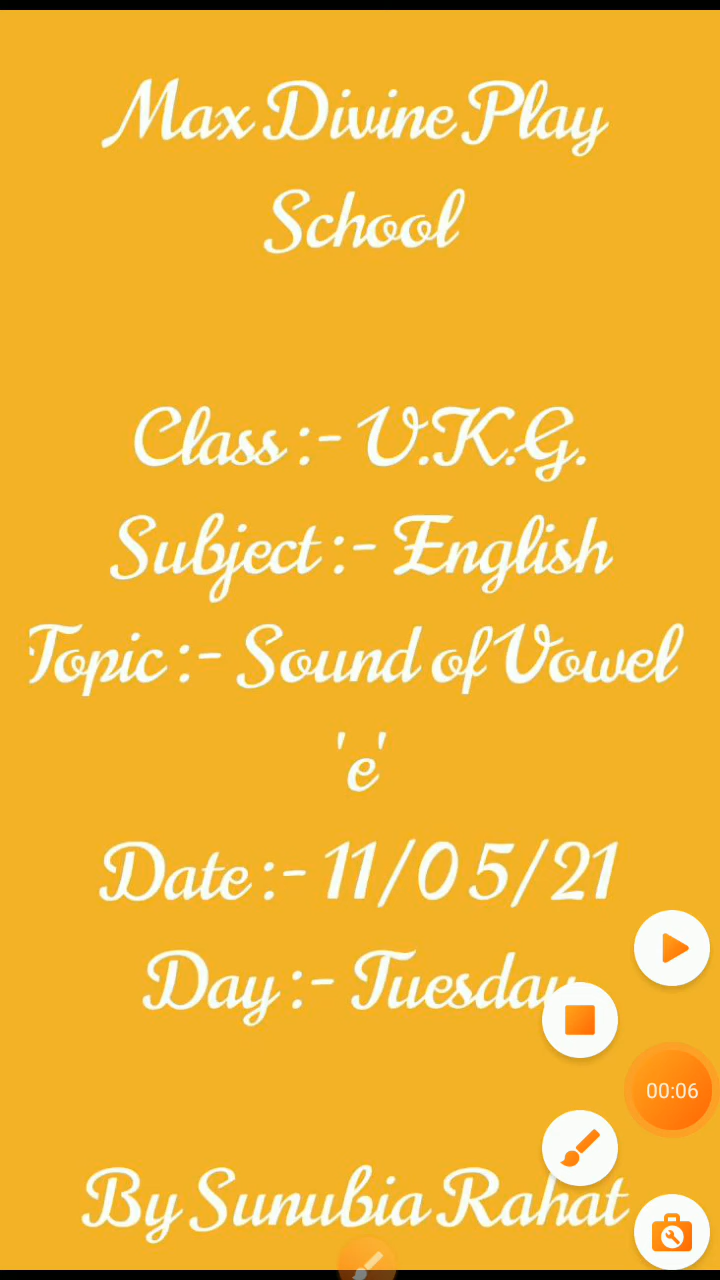 Max Divine Play
School
Class :- U.K.G.
Subject :- English
Topic :- Sound of Vowel
'e'
Date :- 11/05/21
Day :- Tuesday
00:06
By Sunubia Rahat